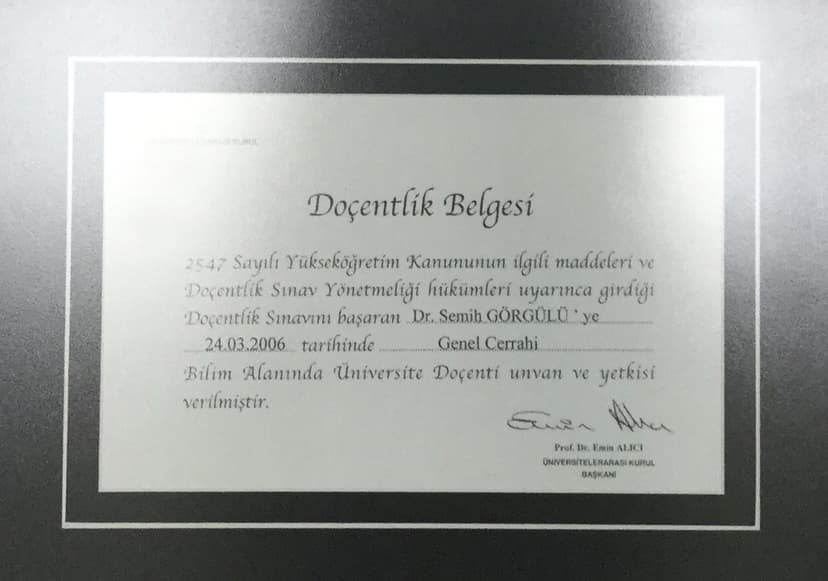 Doçentlik Belgesi
2547 Sayılı Yükseköğretim Kanununun ilgili maddeleri ve
Doçentlik Sınav Yönetmeliği hükümleri uyarınca girdiği
Doçentlik Sınavını başaran Dr. Semih GÖRGÜLÜ ' ye
24.03.2006 tarihinde Genel Cerrahi
Bilim Alanında Üniversite Doçenti unvan ve yetkisi
verilmiştir.
Prof. Dr. Emin ALICI
ÜNİVERSİTELERARASI KURUL
BAŞKANI